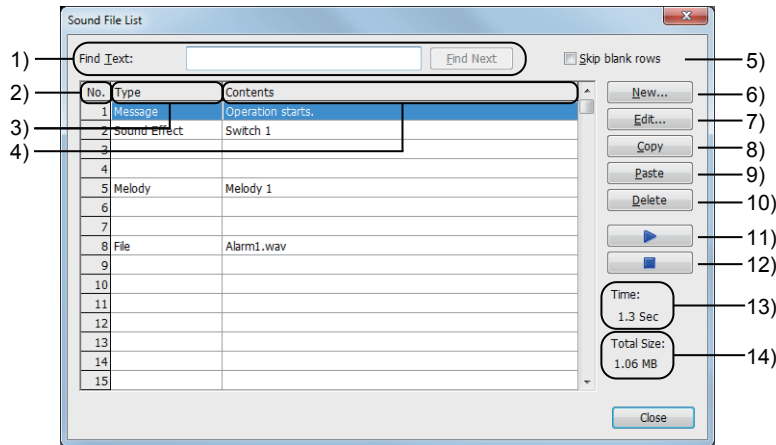 Sound File List
1)
Find Text:
Find Next
Skip blank rows
5)
2)
No. Type Contents
New...
6)
1 Message Operation starts.
3)
2 Sound Effect Switch 1
Edit...
7)
4)
3
Copy
8)
4
Paste
9)
5 Melody Melody 1
Delete
10)
6
7
11)
8 File Alarm1.wav
12)
9
10
Time:
11
1.3 Sec
13)
12
13
Total Size:
14
1.06 MB
14)
15
Close